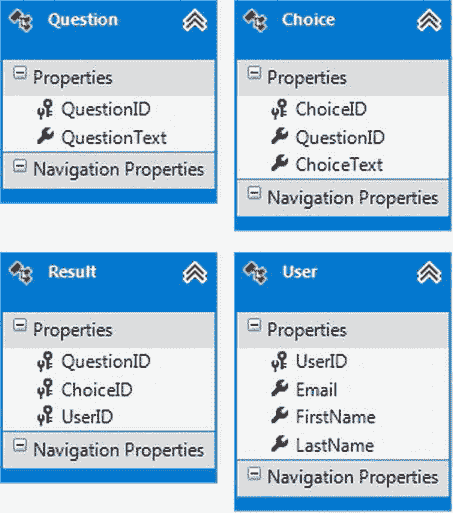 Question
Properties
QuestionID
QuestionText
Navigation Properties
Choice
Properties
ChoiceID
QuestionID
ChoiceText
Navigation Properties
Result
Properties
QuestionID
ChoiceID
UserID
Navigation Properties
User
Properties
UserID
Email
FirstName
LastName
Navigation Properties